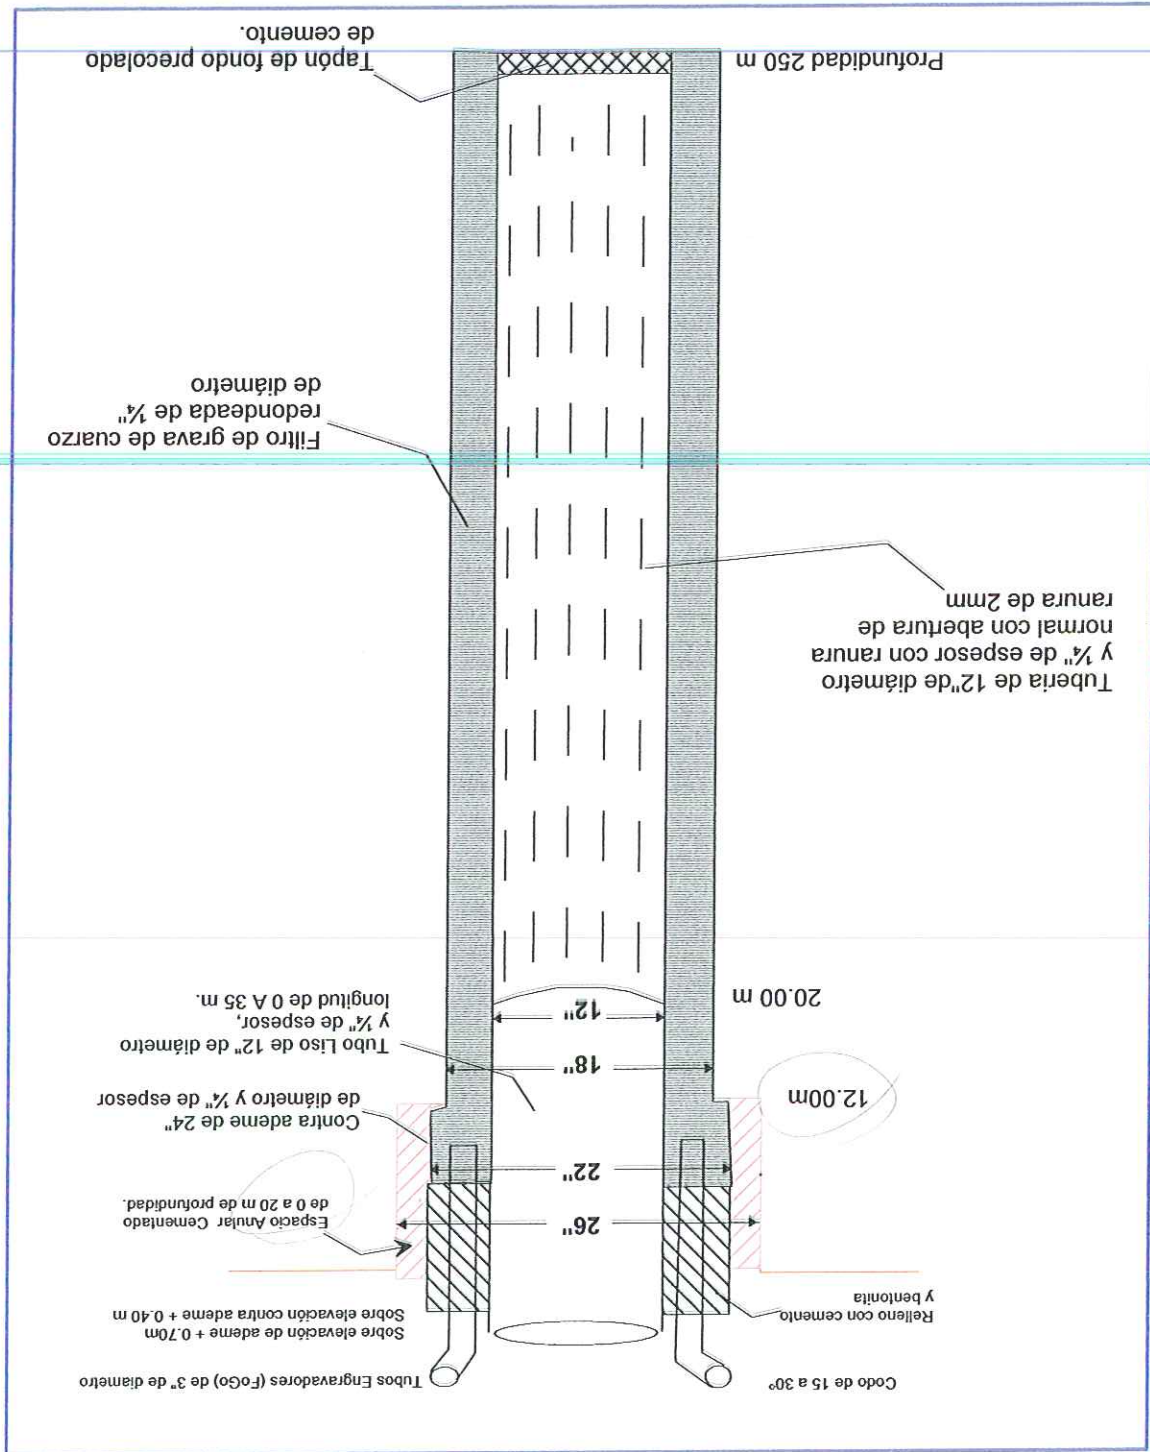 Codo de 15 a 30º
Tubos Engravadores (FoGo) de 3" de diametro
Sobre elevación de ademe + 0.70m
Sobre elevación contra ademe + 0.40 m
Relleno con cemento
y bentonita
26"
Espacio Anular Cementado
de 0 a 20 m de profundidad.
22"
12.00m
Contra ademe de 24"
de diámetro y ¼" de espesor
18"
Tubo Liso de 12" de diámetro
y ¼" de espesor,
longitud de 0 A 35 m.
12"
20.00 m
Tuberia de 12"de diámetro
y ¼" de espesor con ranura
normal con abertura de
ranura de 2mm
Filtro de grava de cuarzo
redondeada de ¼"
de diámetro
Profundidad 250 m
Tapón de fondo precolado
de cemento.